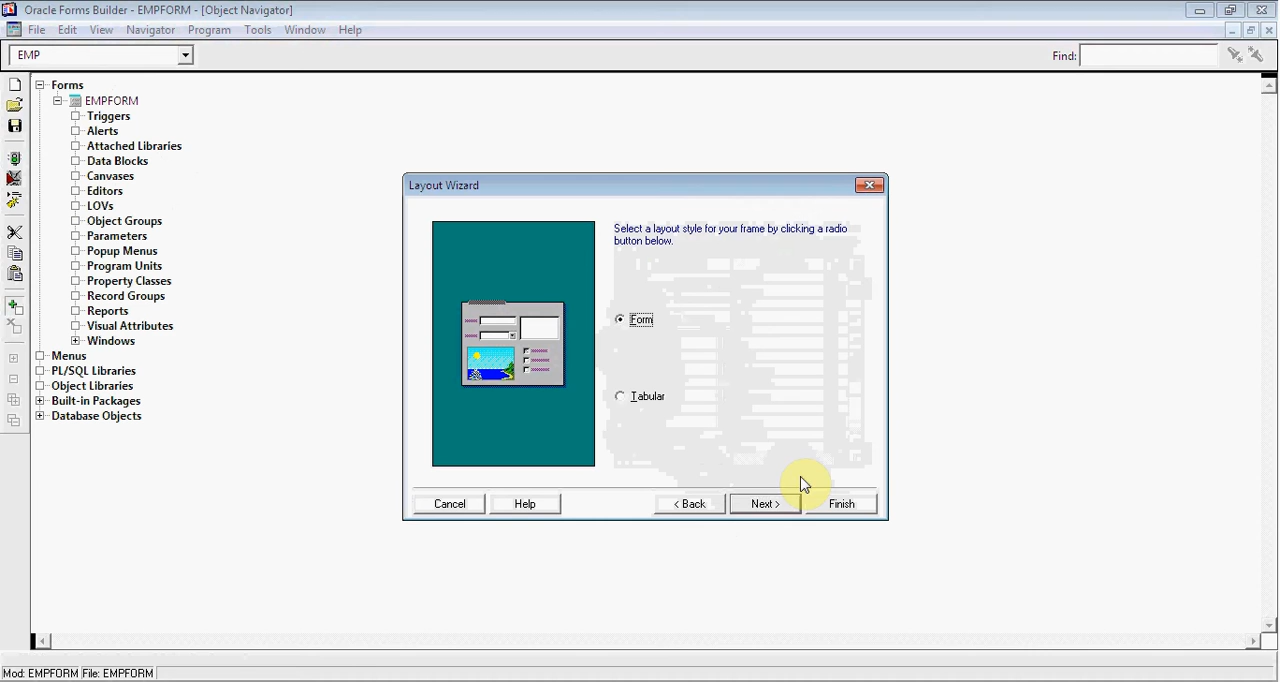 Oracle Forms Builder - EMPFORM - [Object Navigator]
File Edit View Navigator Program Tools Window Help
EMP
Find:
Forms
EMPFORM
Triggers
Alerts
Attached Libraries
Data Blocks
Canvases
Editors
LOVs
Object Groups
Parameters
Popup Menus
Program Units
Property Classes
Record Groups
Reports
Visual Attributes
Windows
Menus
PL/SQL Libraries
Object Libraries
Built-in Packages
Database Objects
Layout Wizard
Select a layout style for your frame by clicking a radio
button below.
Form
Tabular
Cancel Help < Back Next > Finish
Mod: EMPFORM File: EMPFORM